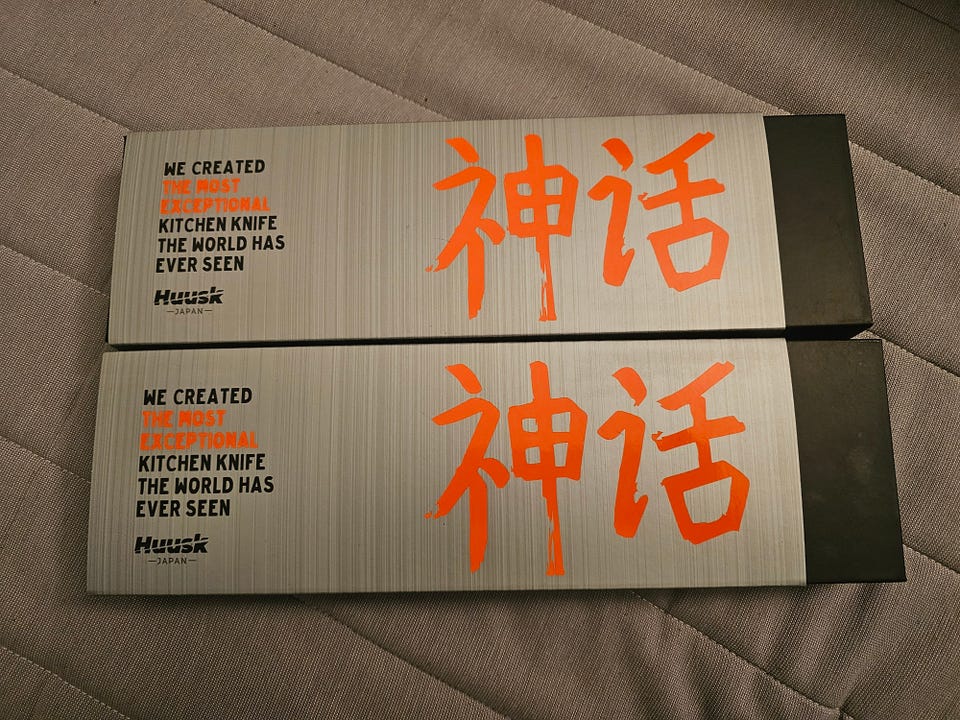 WE CREATED
THE MOST
EXCEPTIONAL
KITCHEN KNIFE
THE WORLD HAS
EVER SEEN
Huusk
JAPAN
神话
WE CREATED
THE MOST
EXCEPTIONAL
KITCHEN KNIFE
THE WORLD HAS
EVER SEEN
Huusk
JAPAN
神话